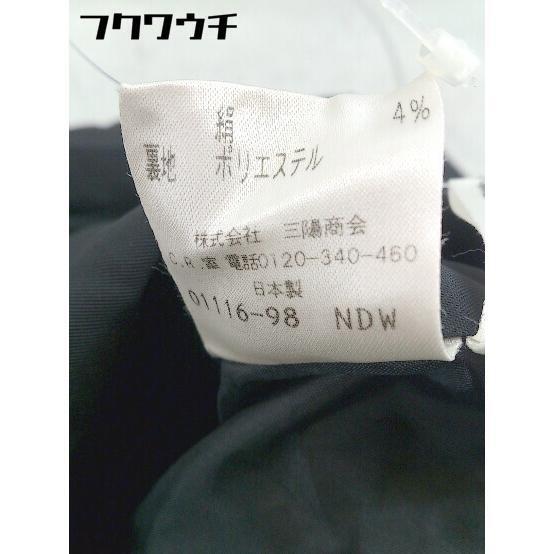 フクワウチ
絹 4%
裏地 ポリエステル
株式会社 三陽商会
C.R.室 電話0120-340-460
日本製
01116-98 NDW